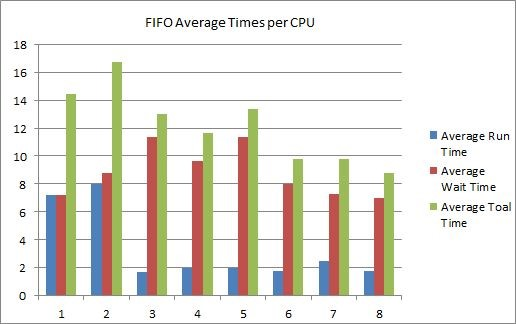 FIFO Average Times per CPU
18
16
14
12
10
8
6
4
2
0
1 2 3 4 5 6 7 8
Average Run
Time
Average
Wait Time
Average Toal
Time